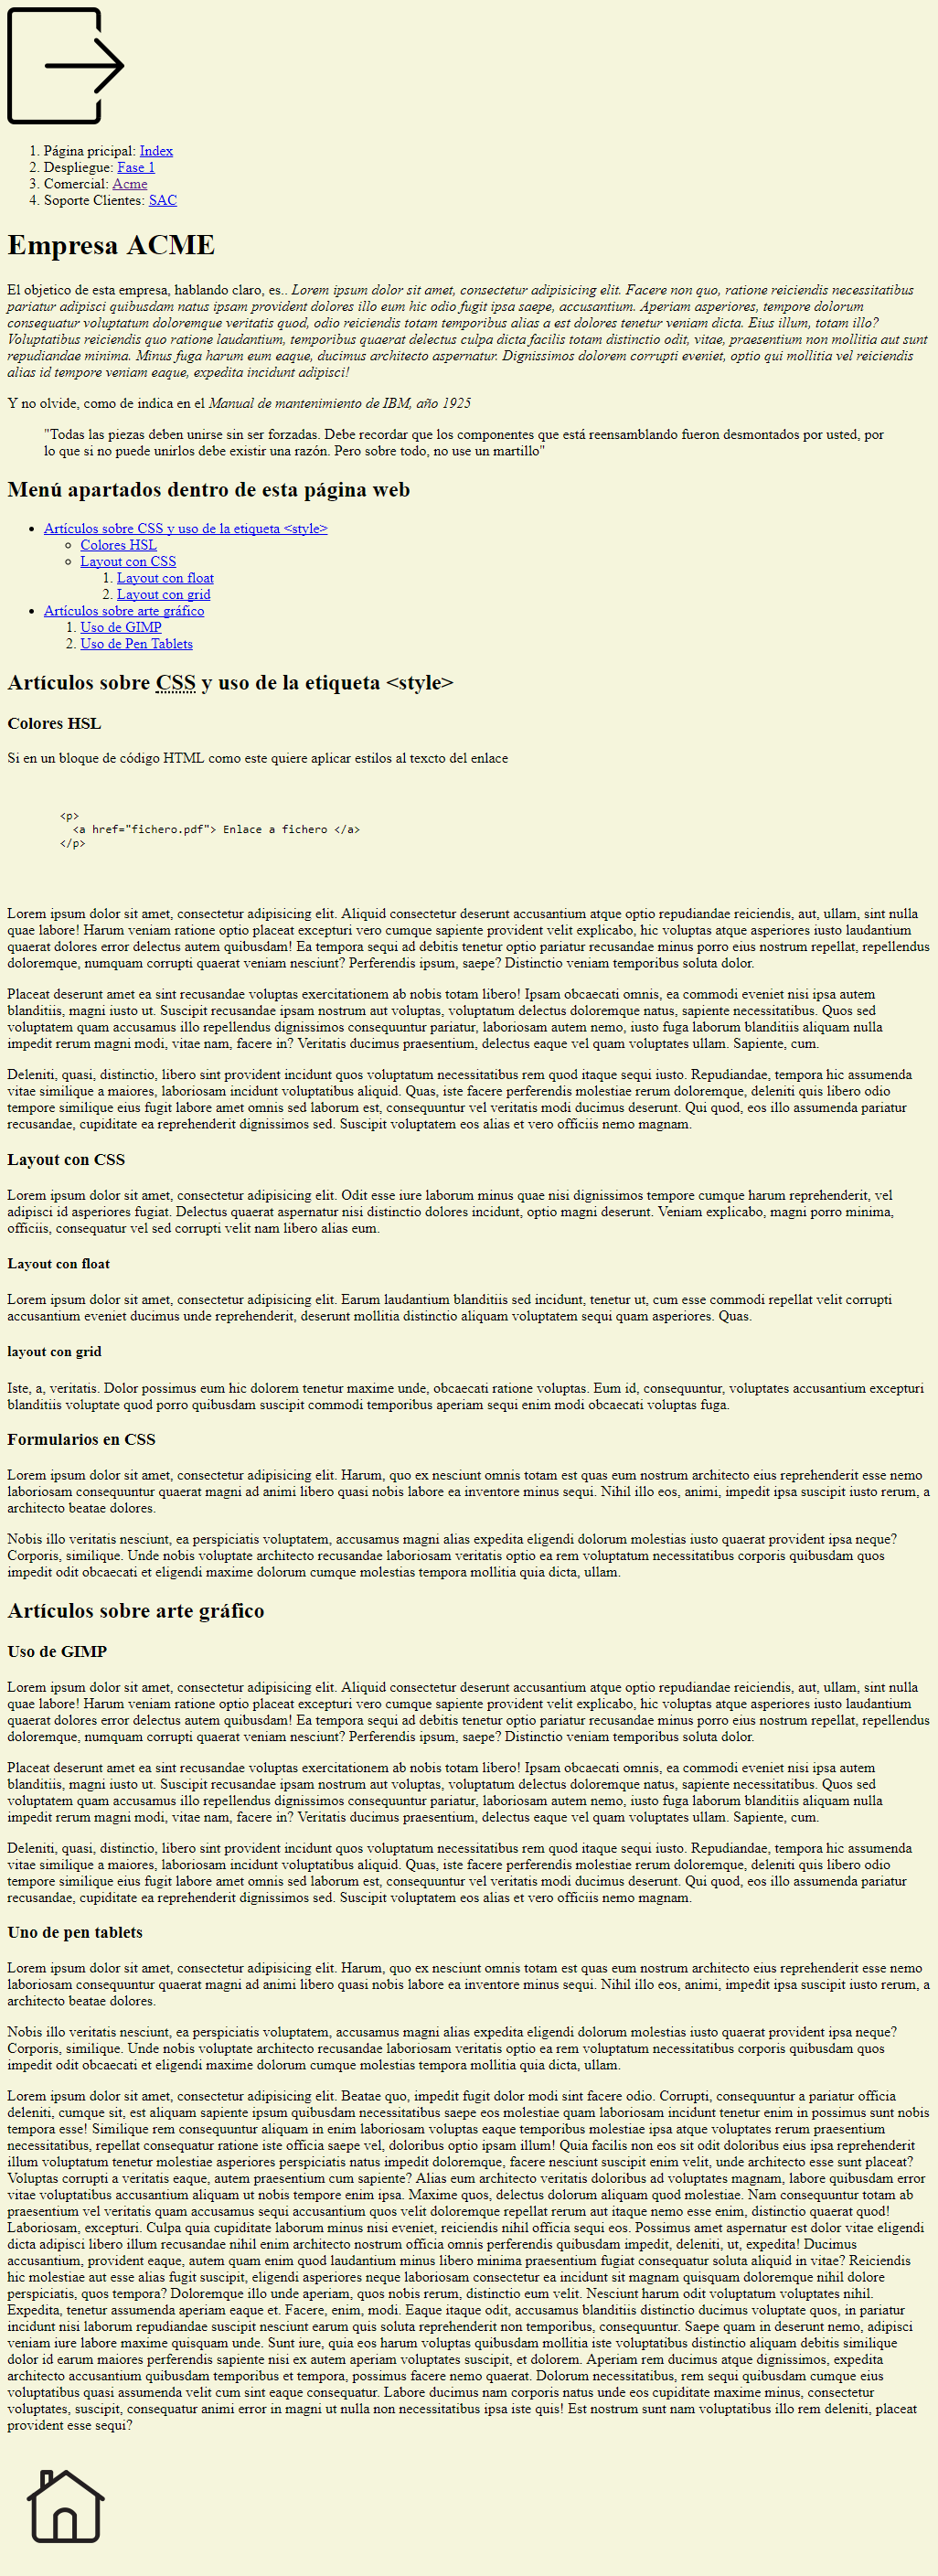 1. Página pricipal: Index
2. Despliegue: Fase 1
3. Comercial: Acme
4. Soporte Clientes: SAC
Empresa ACME
El objetico de esta empresa, hablando claro, es.. Lorem ipsum dolor sit amet, consectetur adipisicing elit. Facere non quo, ratione reiciendis necessitatibus
pariatur adipisci quibusdam natus ipsam provident dolores illo eum hic odio fugit ipsa saepe, accusantium. Aperiam asperiores, tempore dolorum
consequatur voluptatum doloremque veritatis quod, odio reiciendis totam temporibus alias a est dolores tenetur veniam dicta. Eius illum, totam illo?
Voluptatibus reiciendis quo ratione laudantium, temporibus quaerat delectus culpa dicta facilis totam distinctio odit, vitae, praesentium non mollitia aut sunt
repudiandae minima. Minus fuga harum eum eaque, ducimus architecto aspernatur. Dignissimos dolorem corrupti eveniet, optio qui mollitia vel reiciendis
alias id tempore veniam eaque, expedita incidunt adipisci!
Y no olvide, como de indica en el Manual de mantenimiento de IBM, año 1925
"Todas las piezas deben unirse sin ser forzadas. Debe recordar que los componentes que está reensamblando fueron desmontados por usted, por
lo que si no puede unirlos debe existir una razón. Pero sobre todo, no use un martillo"
Menú apartados dentro de esta página web
Artículos sobre CSS y uso de la etiqueta <style>
Colores HSL
Layout con CSS
1. Layout con float
2. Layout con grid
Artículos sobre arte gráfico
1. Uso de GIMP
2. Uso de Pen Tablets
Artículos sobre CSS y uso de la etiqueta <style>
Colores HSL
Si en un bloque de código HTML como este quiere aplicar estilos al texcto del enlace
<p>
<a href="fichero.pdf"> Enlace a fichero </a>
</p>
Lorem ipsum dolor sit amet, consectetur adipisicing elit. Aliquid consectetur deserunt accusantium atque optio repudiandae reiciendis, aut, ullam, sint nulla
quae labore! Harum veniam ratione optio placeat excepturi vero cumque sapiente provident velit explicabo, hic voluptas atque asperiores iusto laudantium
quaerat dolores error delectus autem quibusdam! Ea tempora sequi ad debitis tenetur optio pariatur recusandae minus porro eius nostrum repellat, repellendus
doloremque, numquam corrupti quaerat veniam nesciunt? Perferendis ipsum, saepe? Distinctio veniam temporibus soluta dolor.
Placeat deserunt amet ea sint recusandae voluptas exercitationem ab nobis totam libero! Ipsam obcaecati omnis, ea commodi eveniet nisi ipsa autem
blanditiis, magni iusto ut. Suscipit recusandae ipsam nostrum aut voluptas, voluptatum delectus doloremque natus, sapiente necessitatibus. Quos sed
voluptatem quam accusamus illo repellendus dignissimos consequuntur pariatur, laboriosam autem nemo, iusto fuga laborum blanditiis aliquam nulla
impedit rerum magni modi, vitae nam, facere in? Veritatis ducimus praesentium, delectus eaque vel quam voluptates ullam. Sapiente, cum.
Deleniti, quasi, distinctio, libero sint provident incidunt quos voluptatum necessitatibus rem quod itaque sequi iusto. Repudiandae, tempora hic assumenda
vitae similique a maiores, laboriosam incidunt voluptatibus aliquid. Quas, iste facere perferendis molestiae rerum doloremque, deleniti quis libero odio
tempore similique eius fugit labore amet omnis sed laborum est, consequuntur vel veritatis modi ducimus deserunt. Qui quod, eos illo assumenda pariatur
recusandae, cupiditate ea reprehenderit dignissimos sed. Suscipit voluptatem eos alias et vero officiis nemo magnam.
Layout con CSS
Lorem ipsum dolor sit amet, consectetur adipisicing elit. Odit esse iure laborum minus quae nisi dignissimos tempore cumque harum reprehenderit, vel
adipisci id asperiores fugiat. Delectus quaerat aspernatur nisi distinctio dolores incidunt, optio magni deserunt. Veniam explicabo, magni porro minima,
officiis, consequatur vel sed corrupti velit nam libero alias eum.
Layout con float
Lorem ipsum dolor sit amet, consectetur adipisicing elit. Earum laudantium blanditiis sed incidunt, tenetur ut, cum esse commodi repellat velit corrupti
accusantium eveniet ducimus unde reprehenderit, deserunt mollitia distinctio aliquam voluptatem sequi quam asperiores. Quas.
layout con grid
Iste, a, veritatis. Dolor possimus eum hic dolorem tenetur maxime unde, obcaecati ratione voluptas. Eum id, consequuntur, voluptates accusantium excepturi
blanditiis voluptate quod porro quibusdam suscipit commodi temporibus aperiam sequi enim modi obcaecati voluptas fuga.
Formularios en CSS
Lorem ipsum dolor sit amet, consectetur adipisicing elit. Harum, quo ex nesciunt omnis totam est quas eum nostrum architecto eius reprehenderit esse nemo
laboriosam consequuntur quaerat magni ad animi libero quasi nobis labore ea inventore minus sequi. Nihil illo eos, animi, impedit ipsa suscipit iusto rerum, a
architecto beatae dolores.
Nobis illo veritatis nesciunt, ea perspiciatis voluptatem, accusamus magni alias expedita eligendi dolorum molestias iusto quaerat provident ipsa neque?
Corporis, similique. Unde nobis voluptate architecto recusandae laboriosam veritatis optio ea rem voluptatum necessitatibus corporis quibusdam quos
impedit odit obcaecati et eligendi maxime dolorum cumque molestias tempora mollitia quia dicta, ullam.
Artículos sobre arte gráfico
Uso de GIMP
Lorem ipsum dolor sit amet, consectetur adipisicing elit. Aliquid consectetur deserunt accusantium atque optio repudiandae reiciendis, aut, ullam, sint nulla
quae labore! Harum veniam ratione optio placeat excepturi vero cumque sapiente provident velit explicabo, hic voluptas atque asperiores iusto laudantium
quaerat dolores error delectus autem quibusdam! Ea tempora sequi ad debitis tenetur optio pariatur recusandae minus porro eius nostrum repellat, repellendus
doloremque, numquam corrupti quaerat veniam nesciunt? Perferendis ipsum, saepe? Distinctio veniam temporibus soluta dolor.
Placeat deserunt amet ea sint recusandae voluptas exercitationem ab nobis totam libero! Ipsam obcaecati omnis, ea commodi eveniet nisi ipsa autem
blanditiis, magni iusto ut. Suscipit recusandae ipsam nostrum aut voluptas, voluptatum delectus doloremque natus, sapiente necessitatibus. Quos sed
voluptatem quam accusamus illo repellendus dignissimos consequuntur pariatur, laboriosam autem nemo, iusto fuga laborum blanditiis aliquam nulla
impedit rerum magni modi, vitae nam, facere in? Veritatis ducimus praesentium, delectus eaque vel quam voluptates ullam. Sapiente, cum.
Deleniti, quasi, distinctio, libero sint provident incidunt quos voluptatum necessitatibus rem quod itaque sequi iusto. Repudiandae, tempora hic assumenda
vitae similique a maiores, laboriosam incidunt voluptatibus aliquid. Quas, iste facere perferendis molestiae rerum doloremque, deleniti quis libero odio
tempore similique eius fugit labore amet omnis sed laborum est, consequuntur vel veritatis modi ducimus deserunt. Qui quod, eos illo assumenda pariatur
recusandae, cupiditate ea reprehenderit dignissimos sed. Suscipit voluptatem eos alias et vero officiis nemo magnam.
Uno de pen tablets
Lorem ipsum dolor sit amet, consectetur adipisicing elit. Harum, quo ex nesciunt omnis totam est quas eum nostrum architecto eius reprehenderit esse nemo
laboriosam consequuntur quaerat magni ad animi libero quasi nobis labore ea inventore minus sequi. Nihil illo eos, animi, impedit ipsa suscipit iusto rerum, a
architecto beatae dolores.
Nobis illo veritatis nesciunt, ea perspiciatis voluptatem, accusamus magni alias expedita eligendi dolorum molestias iusto quaerat provident ipsa neque?
Corporis, similique. Unde nobis voluptate architecto recusandae laboriosam veritatis optio ea rem voluptatum necessitatibus corporis quibusdam quos
impedit odit obcaecati et eligendi maxime dolorum cumque molestias tempora mollitia quia dicta, ullam.
Lorem ipsum dolor sit amet, consectetur adipisicing elit. Beatae quo, impedit fugit dolor modi sint facere odio. Corrupti, consequuntur a pariatur officia
deleniti, cumque sit, est aliquam sapiente ipsum quibusdam necessitatibus saepe eos molestiae quam laboriosam incidunt tenetur enim in possimus sunt nobis
tempora esse! Similique rem consequuntur aliquam in enim laboriosam voluptas eaque temporibus molestiae ipsa atque voluptates rerum praesentium
necessitatibus, repellat consequatur ratione iste officia saepe vel, doloribus optio ipsam illum! Quia facilis non eos sit odit doloribus eius ipsa reprehenderit
illum voluptatum tenetur molestiae asperiores perspiciatis natus impedit doloremque, facere nesciunt suscipit enim velit, unde architecto esse sunt placeat?
Voluptas corrupti a veritatis eaque, autem praesentium cum sapiente? Alias eum architecto veritatis doloribus ad voluptates magnam, labore quibusdam error
vitae voluptatibus accusantium aliquam ut nobis tempore enim ipsa. Maxime quos, delectus dolorum aliquam quod molestiae. Nam consequuntur totam ab
praesentium vel veritatis quam accusamus sequi accusantium quos velit doloremque repellat rerum aut itaque nemo esse enim, distinctio quaerat quod!
Laboriosam, excepturi. Culpa quia cupiditate laborum minus nisi eveniet, reiciendis nihil officia sequi eos. Possimus amet aspernatur est dolor vitae eligendi
dicta adipisci libero illum recusandae nihil enim architecto nostrum officia omnis perferendis quibusdam impedit, deleniti, ut, expedita! Ducimus
accusantium, provident eaque, autem quam enim quod laudantium minus libero minima praesentium fugiat consequatur soluta aliquid in vitae? Reiciendis
hic molestiae aut esse alias fugit suscipit, eligendi asperiores neque laboriosam consectetur ea incidunt sit magnam quisquam doloremque nihil dolore
perspiciatis, quos tempora? Doloremque illo unde aperiam, quos nobis rerum, distinctio eum velit. Nesciunt harum odit voluptatum voluptates nihil.
Expedita, tenetur assumenda aperiam eaque et. Facere, enim, modi. Eaque itaque odit, accusamus blanditiis distinctio ducimus voluptate quos, in pariatur
incidunt nisi laborum repudiandae suscipit nesciunt earum quis soluta reprehenderit non temporibus, consequuntur. Saepe quam in deserunt nemo, adipisci
veniam iure labore maxime quisquam unde. Sunt iure, quia eos harum voluptas quibusdam mollitia iste voluptatibus distinctio aliquam debitis similique
dolor id earum maiores perferendis sapiente nisi ex autem aperiam voluptates suscipit, et dolorem. Aperiam rem ducimus atque dignissimos, expedita
architecto accusantium quibusdam temporibus et tempora, possimus facere nemo quaerat. Dolorum necessitatibus, rem sequi quibusdam cumque eius
voluptatibus quasi assumenda velit cum sint eaque consequatur. Labore ducimus nam corporis natus unde eos cupiditate maxime minus, consectetur
voluptates, suscipit, consequatur animi error in magni ut nulla non necessitatibus ipsa iste quis! Est nostrum sunt nam voluptatibus illo rem deleniti, placeat
provident esse sequi?